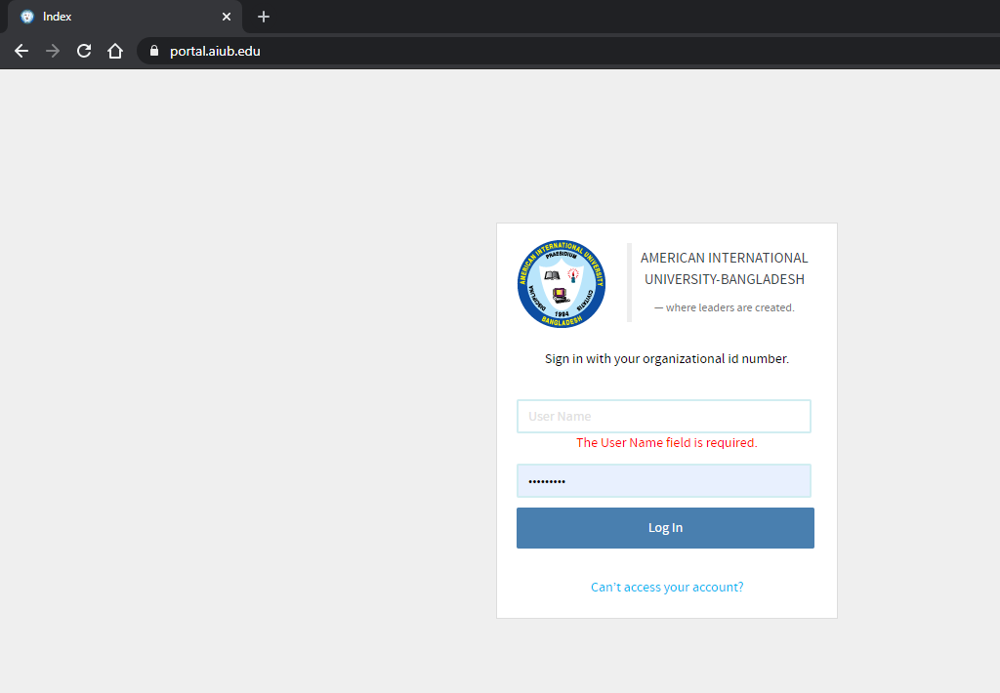 Index
portal.aiub.edu
AMERICAN INTERNATIONAL UNIVERSITY
PRAESIDIUM
DISCIPLINA
CIVITATIS
1994
BANGLADESH
AMERICAN INTERNATIONAL
UNIVERSITY-BANGLADESH
— where leaders are created.
Sign in with your organizational id number.
User Name
The User Name field is required.
•••••••••
Log In
Can't access your account?